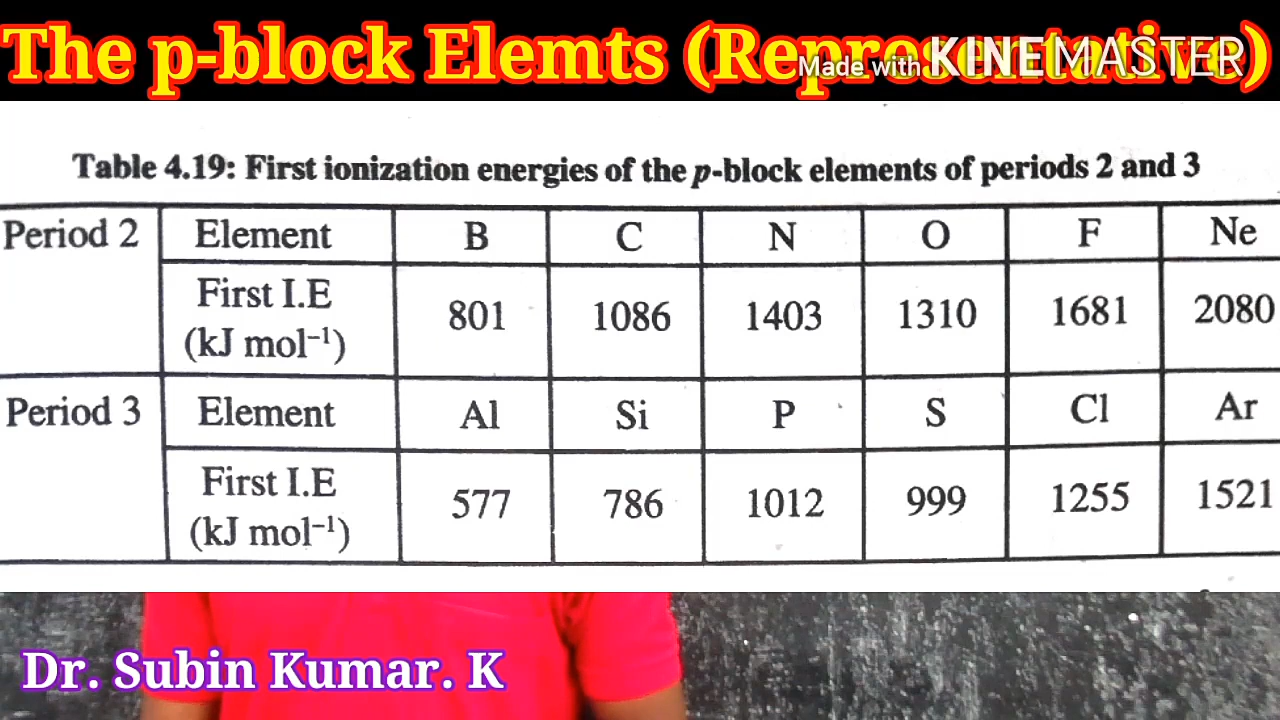 The p-block Elemts (Representative)
Made with KINEMASTER
Table 4.19: First ionization energies of the p-block elements of periods 2 and 3
Period 2 Element B C N O F Ne
First I.E (kJ mol⁻¹) 801 1086 1403 1310 1681 2080
Period 3 Element Al Si P S Cl Ar
First I.E (kJ mol⁻¹) 577 786 1012 999 1255 1521
Dr. Subin Kumar. K